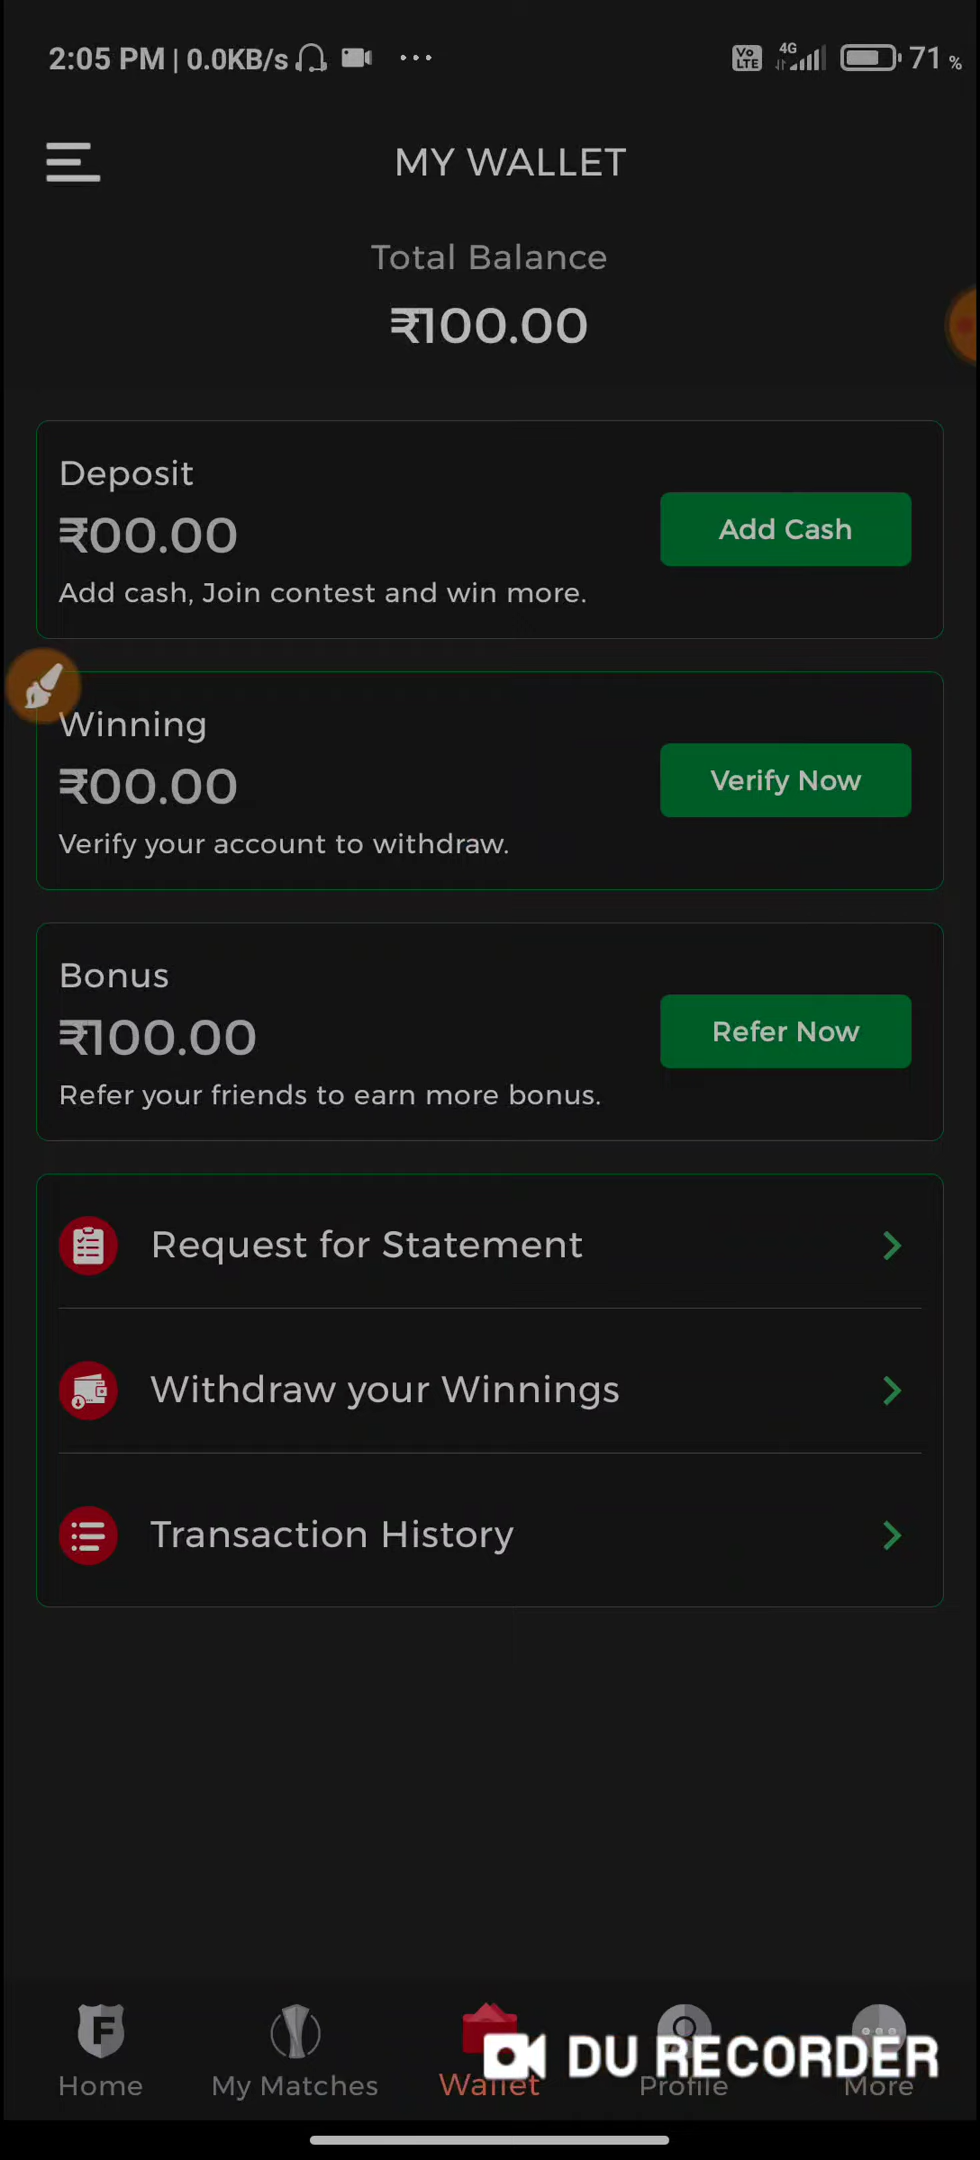 2:05 PM | 0.0KB/s ... Vo LTE 4G 71 %
MY WALLET
Total Balance
₹100.00
Deposit
₹00.00
Add Cash
Add cash, Join contest and win more.
Winning
₹00.00
Verify Now
Verify your account to withdraw.
Bonus
₹100.00
Refer Now
Refer your friends to earn more bonus.
Request for Statement
Withdraw your Winnings
Transaction History
F
DU RECORDER
Home My Matches Wallet Profile More